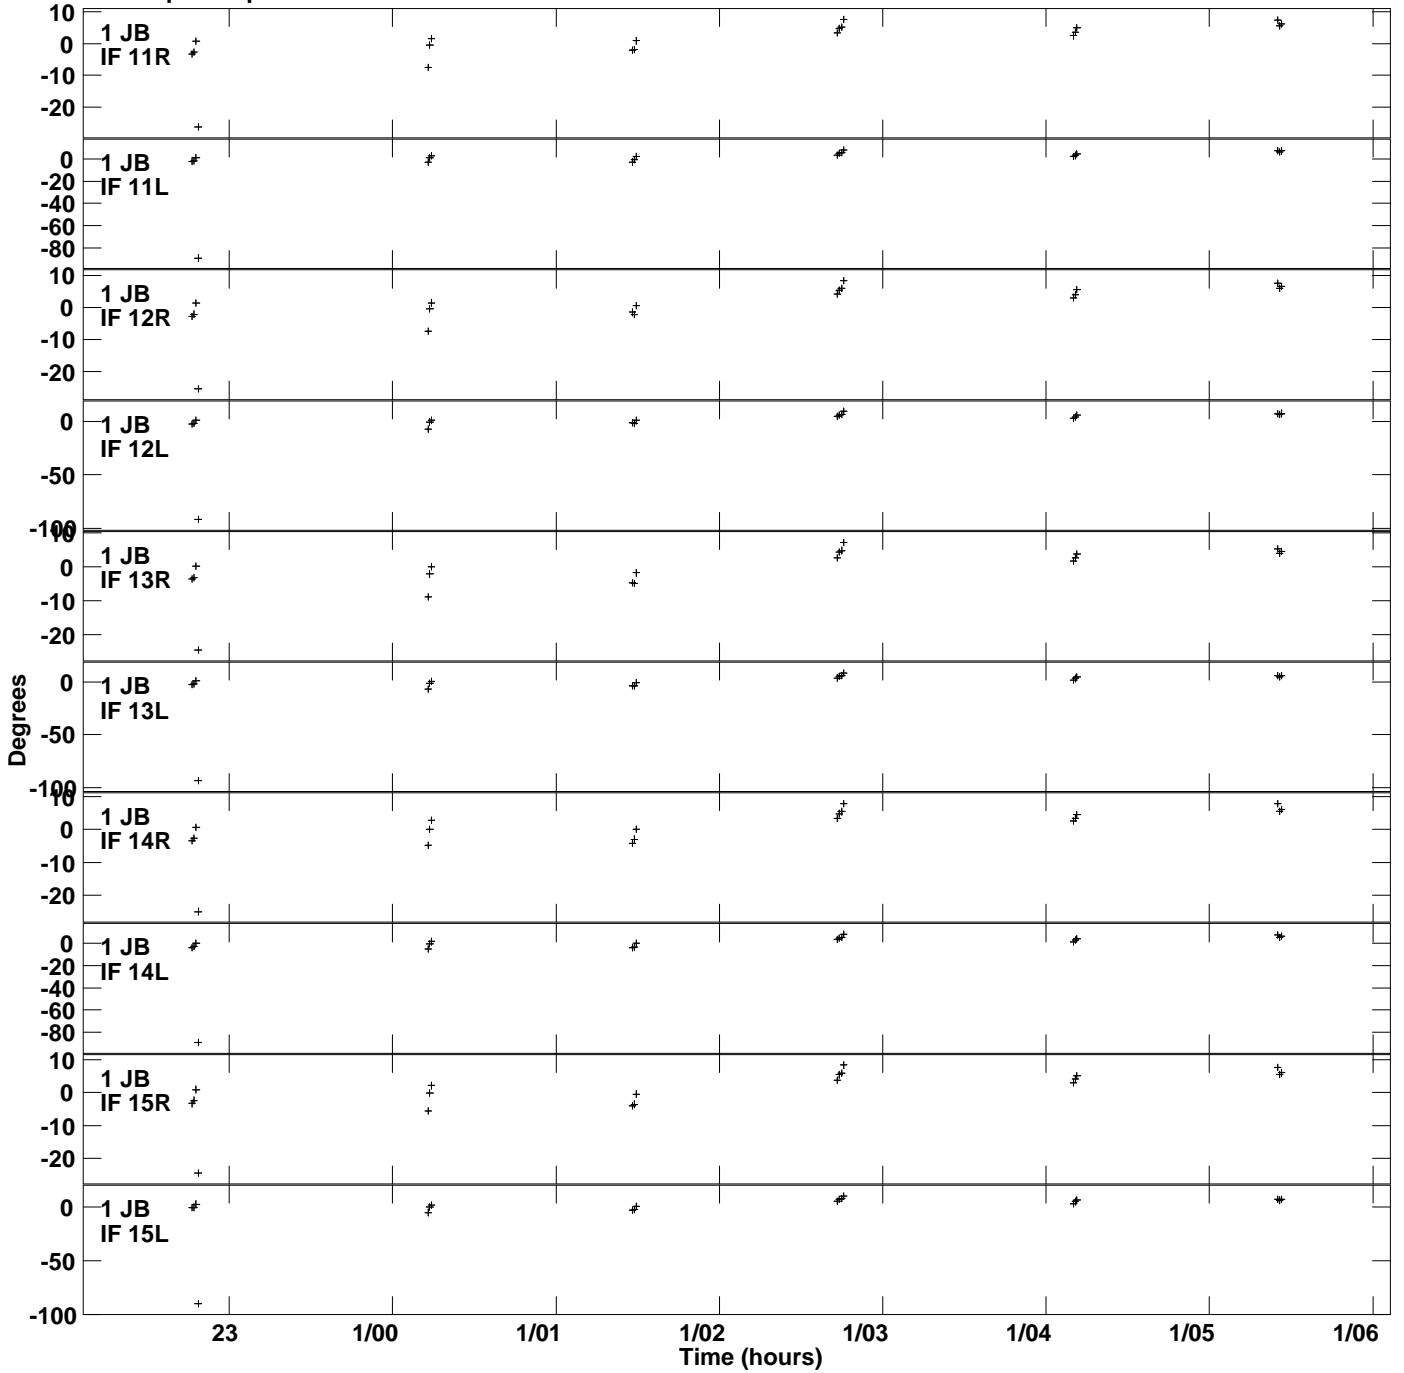 10
0
-10
-20
1 JB
IF 11R
0
-20
-40
-60
-80
1 JB
IF 11L
10
0
-10
-20
1 JB
IF 12R
0
-50
-100
1 JB
IF 12L
10
0
-10
-20
1 JB
IF 13R
0
-50
-100
1 JB
IF 13L
10
0
-10
-20
1 JB
IF 14R
0
-20
-40
-60
-80
1 JB
IF 14L
10
0
-10
-20
1 JB
IF 15R
0
-50
-100
1 JB
IF 15L
Degrees
23 1/00 1/01 1/02 1/03 1/04 1/05 1/06
Time (hours)